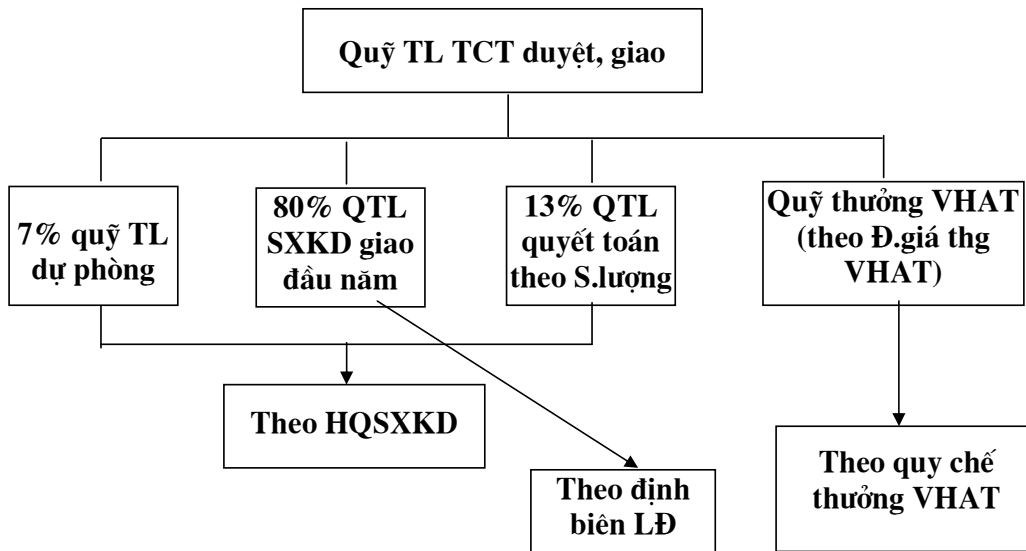 Quỹ TL TCT duyệt, giao
7% quỹ TL
dự phòng
80% QTL
SXKD giao
đầu năm
13% QTL
quyết toán
theo S.lượng
Quỹ thưởng VHAT
(theo Đ.giá thg
VHAT)
Theo HQSXKD
Theo định
biên LĐ
Theo quy chế
thưởng VHAT